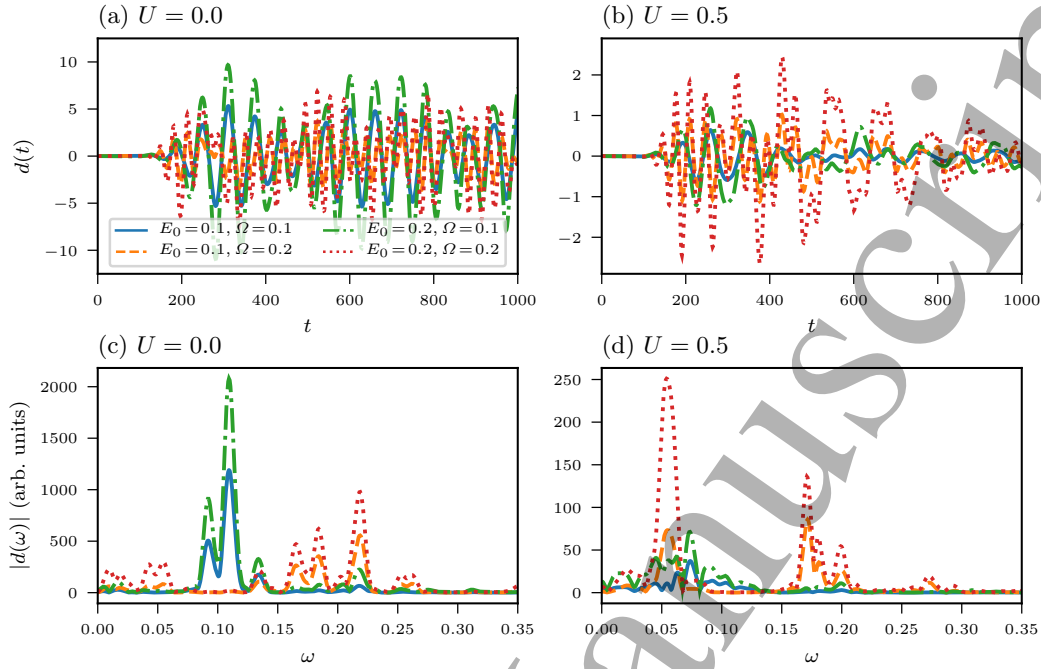 (a) U = 0.0
(b) U = 0.5
10
5
0
−5
−10
d(t)
E₀ = 0.1, Ω = 0.1
E₀ = 0.1, Ω = 0.2
E₀ = 0.2, Ω = 0.1
E₀ = 0.2, Ω = 0.2
0 200 400 600 800 1000
t
2
1
0
−1
−2
0 200 400 600 800 1000
t
(c) U = 0.0
(d) U = 0.5
2000
1500
1000
500
0
|d(ω)| (arb. units)
0.00 0.05 0.10 0.15 0.20 0.25 0.30 0.35
ω
250
200
150
100
50
0
0.00 0.05 0.10 0.15 0.20 0.25 0.30 0.35
ω
anuscrip